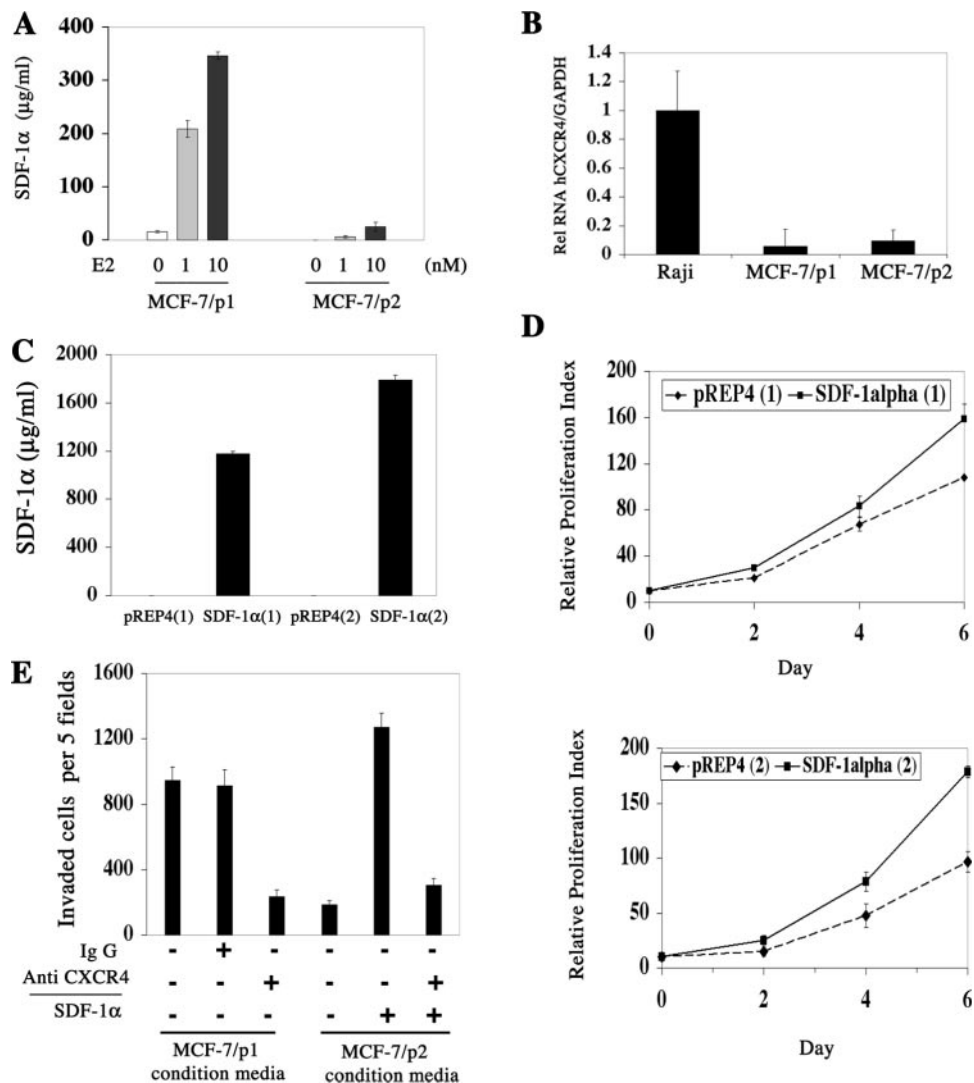 A
SDF-1α (μg/ml)
400
300
200
100
0
E2 0 1 10 0 1 10 (nM)
MCF-7/p1 MCF-7/p2
B
Rel RNA hCXCR4/GAPDH
1.4
1.2
1
0.8
0.6
0.4
0.2
0
Raji MCF-7/p1 MCF-7/p2
C
SDF-1α (μg/ml)
2000
1600
1200
800
400
0
pREP4(1) SDF-1α(1) pREP4(2) SDF-1α(2)
D
Relative Proliferation Index
200
160
120
80
40
0
pREP4 (1) SDF-1alpha (1)
0 2 4 6
Day
Relative Proliferation Index
200
150
100
50
0
pREP4 (2) SDF-1alpha (2)
0 2 4 6
Day
E
Invaded cells per 5 fields
1600
1200
800
400
0
Ig G - + - - - -
Anti CXCR4 - - + - - +
SDF-1α - - - - + +
MCF-7/p1 MCF-7/p2
condition media condition media